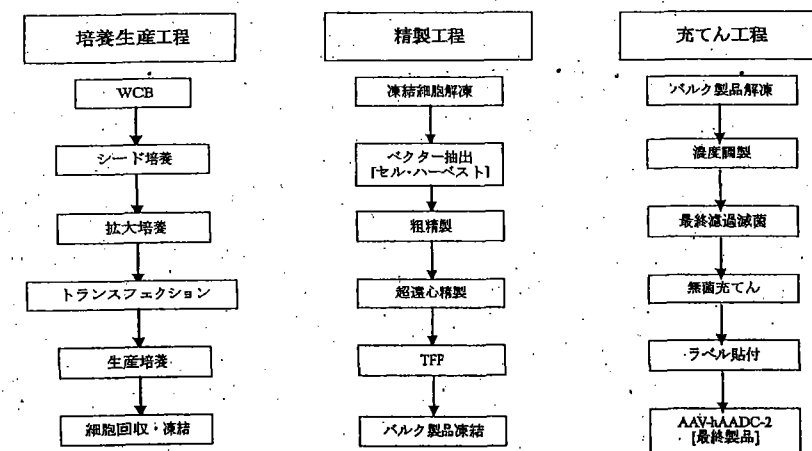 培養生産工程
WCB
シード培養
拡大培養
トランスフェクション
生産培養
細胞回収・凍結
精製工程
凍結細胞解凍
ベクター抽出
[セル・ハーベスト]
粗精製
超遠心精製
TFF
バルク製品凍結
充てん工程
バルク製品解凍
濃度調製
最終濾過滅菌
無菌充てん
ラベル貼付
AAV-hAADC-2
[最終製品]